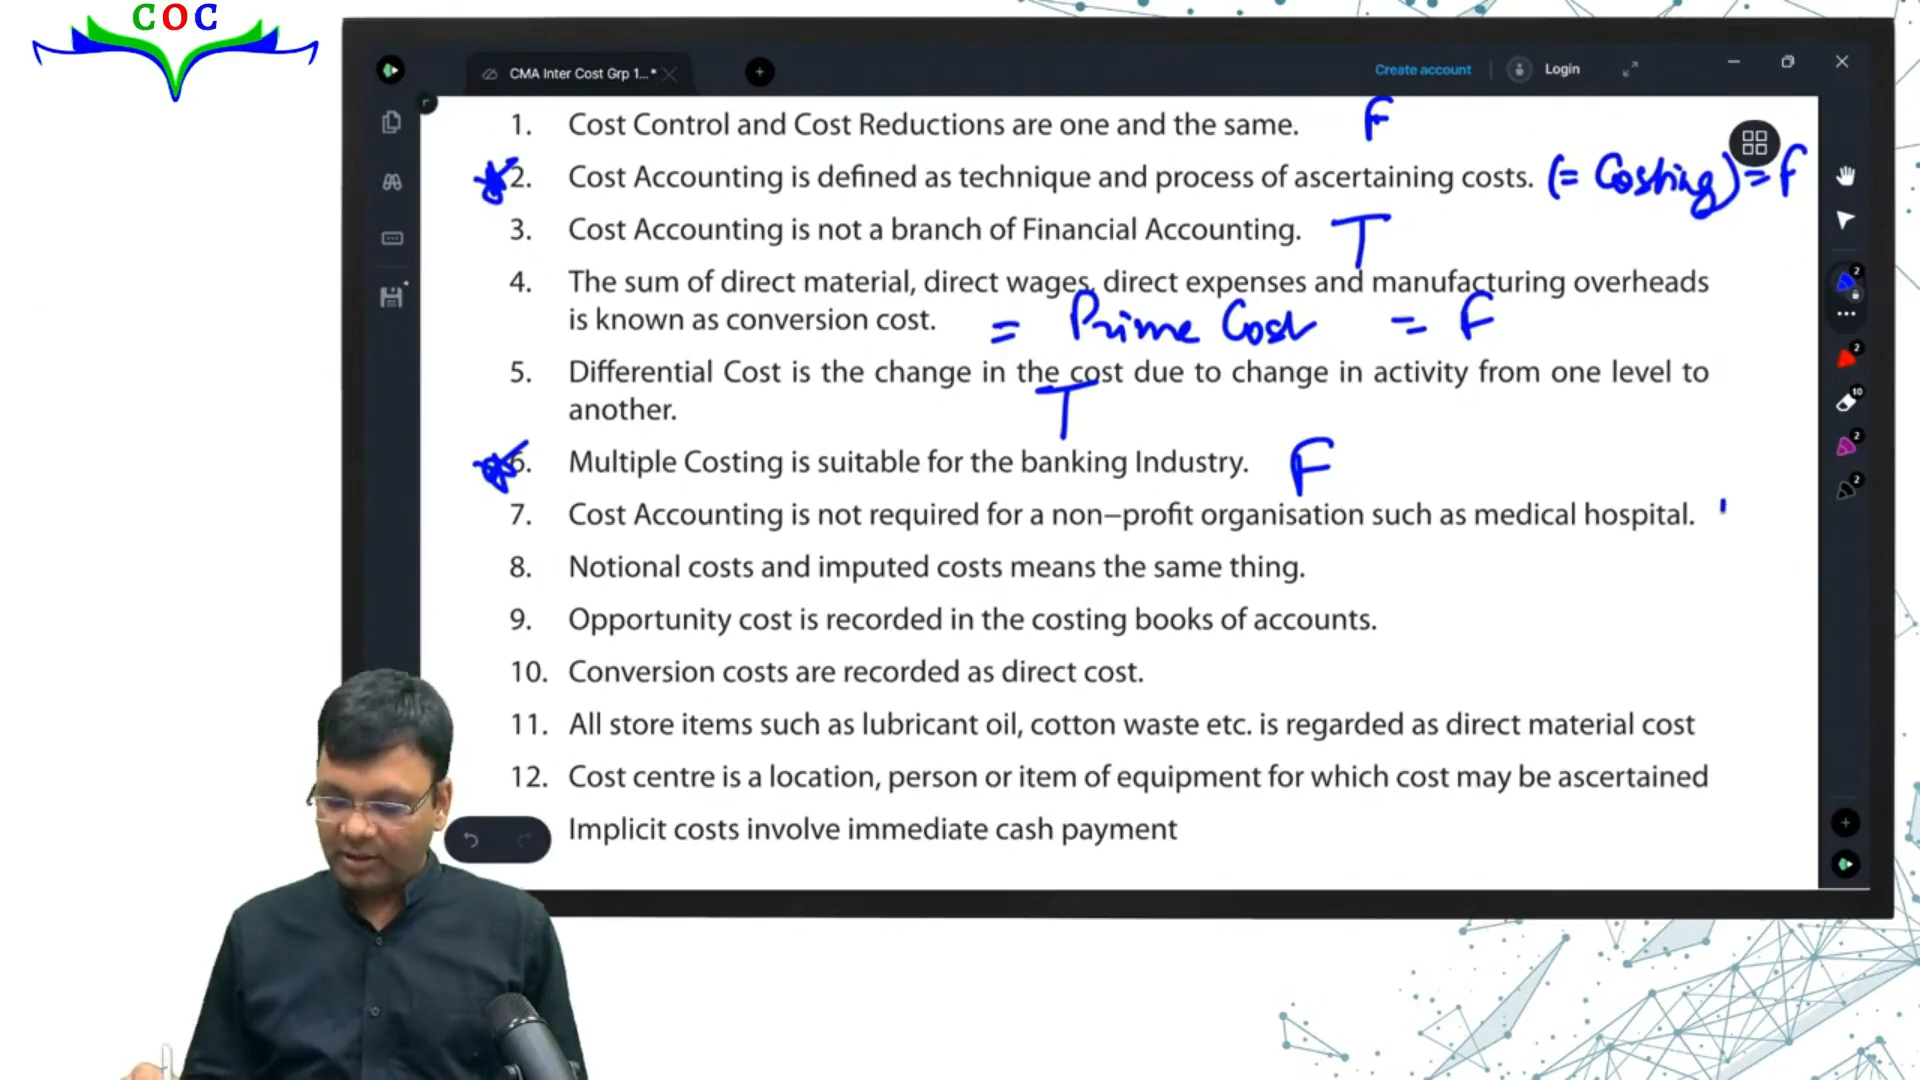 COC
CMA Inter Cost Grp 1...*
Create account
Login
1. Cost Control and Cost Reductions are one and the same. F
2. Cost Accounting is defined as technique and process of ascertaining costs. (= Costing) = F
3. Cost Accounting is not a branch of Financial Accounting. T
4. The sum of direct material, direct wages, direct expenses and manufacturing overheads
is known as conversion cost. = Prime Cost = F
5. Differential Cost is the change in the cost due to change in activity from one level to
another. T
6. Multiple Costing is suitable for the banking Industry. F
7. Cost Accounting is not required for a non–profit organisation such as medical hospital.
8. Notional costs and imputed costs means the same thing.
9. Opportunity cost is recorded in the costing books of accounts.
10. Conversion costs are recorded as direct cost.
11. All store items such as lubricant oil, cotton waste etc. is regarded as direct material cost
12. Cost centre is a location, person or item of equipment for which cost may be ascertained
Implicit costs involve immediate cash payment
2
2
10
2
2